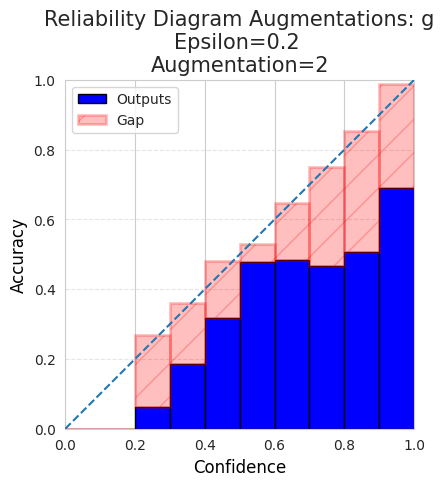 Reliability Diagram Augmentations: g
Epsilon=0.2
Augmentation=2
Outputs
Gap
Accuracy
1.0
0.8
0.6
0.4
0.2
0.0
0.0 0.2 0.4 0.6 0.8 1.0
Confidence